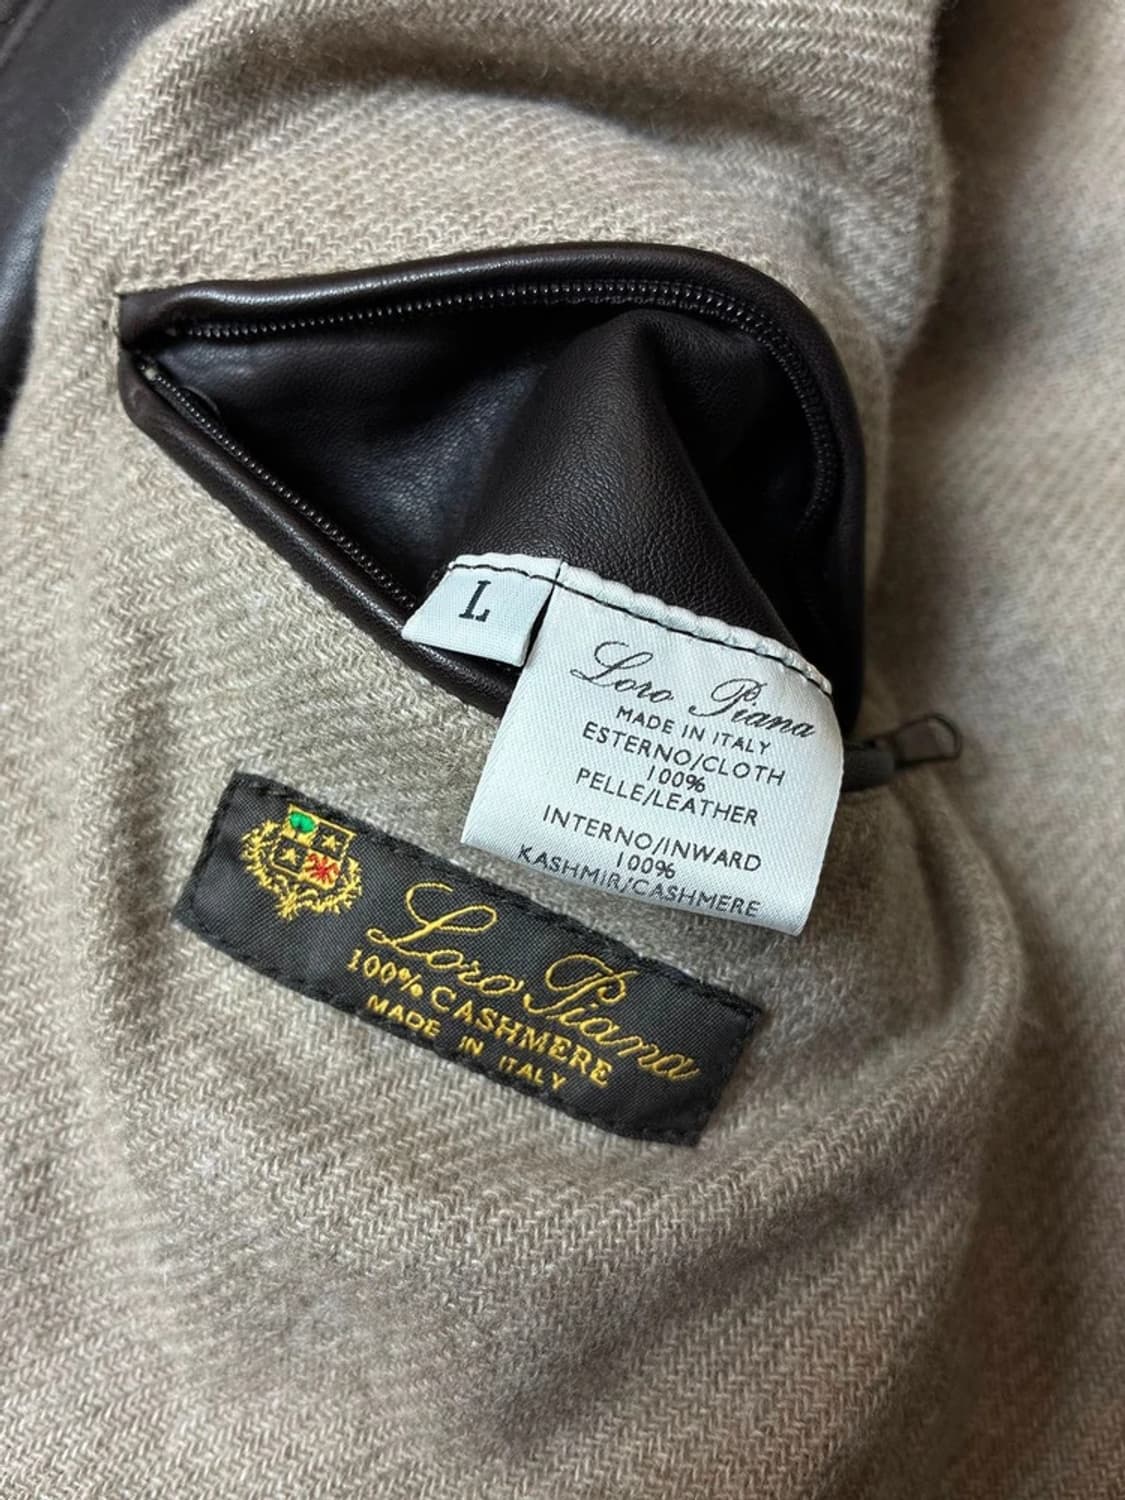 L
Loro Piana
MADE IN ITALY
ESTERNO/CLOTH
100%
PELLE/LEATHER
INTERNO/INWARD
100%
KASHMIR/CASHMERE
Loro Piana
100% CASHMERE
MADE IN ITALY